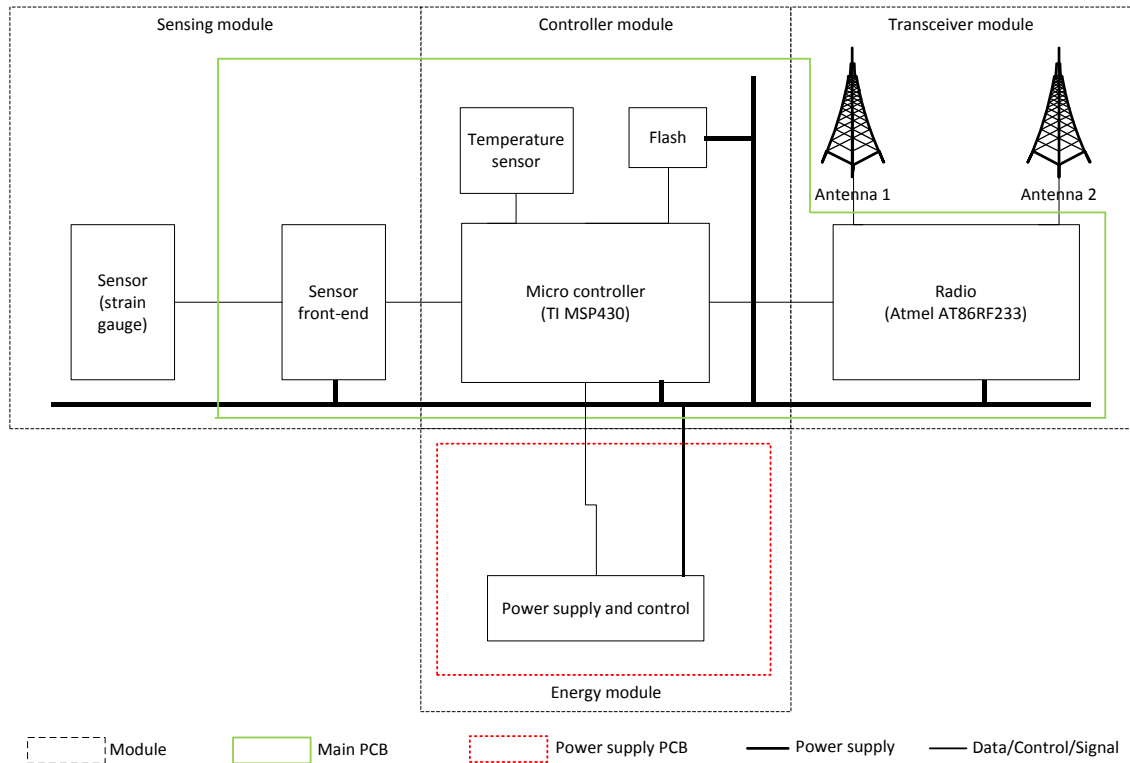 Sensing module
Controller module
Transceiver module
Temperature
sensor
Flash
Antenna 1
Antenna 2
Sensor
(strain
gauge)
Sensor
front-end
Micro controller
(TI MSP430)
Radio
(Atmel AT86RF233)
Power supply and control
Energy module
Module
Main PCB
Power supply PCB
Power supply
Data/Control/Signal